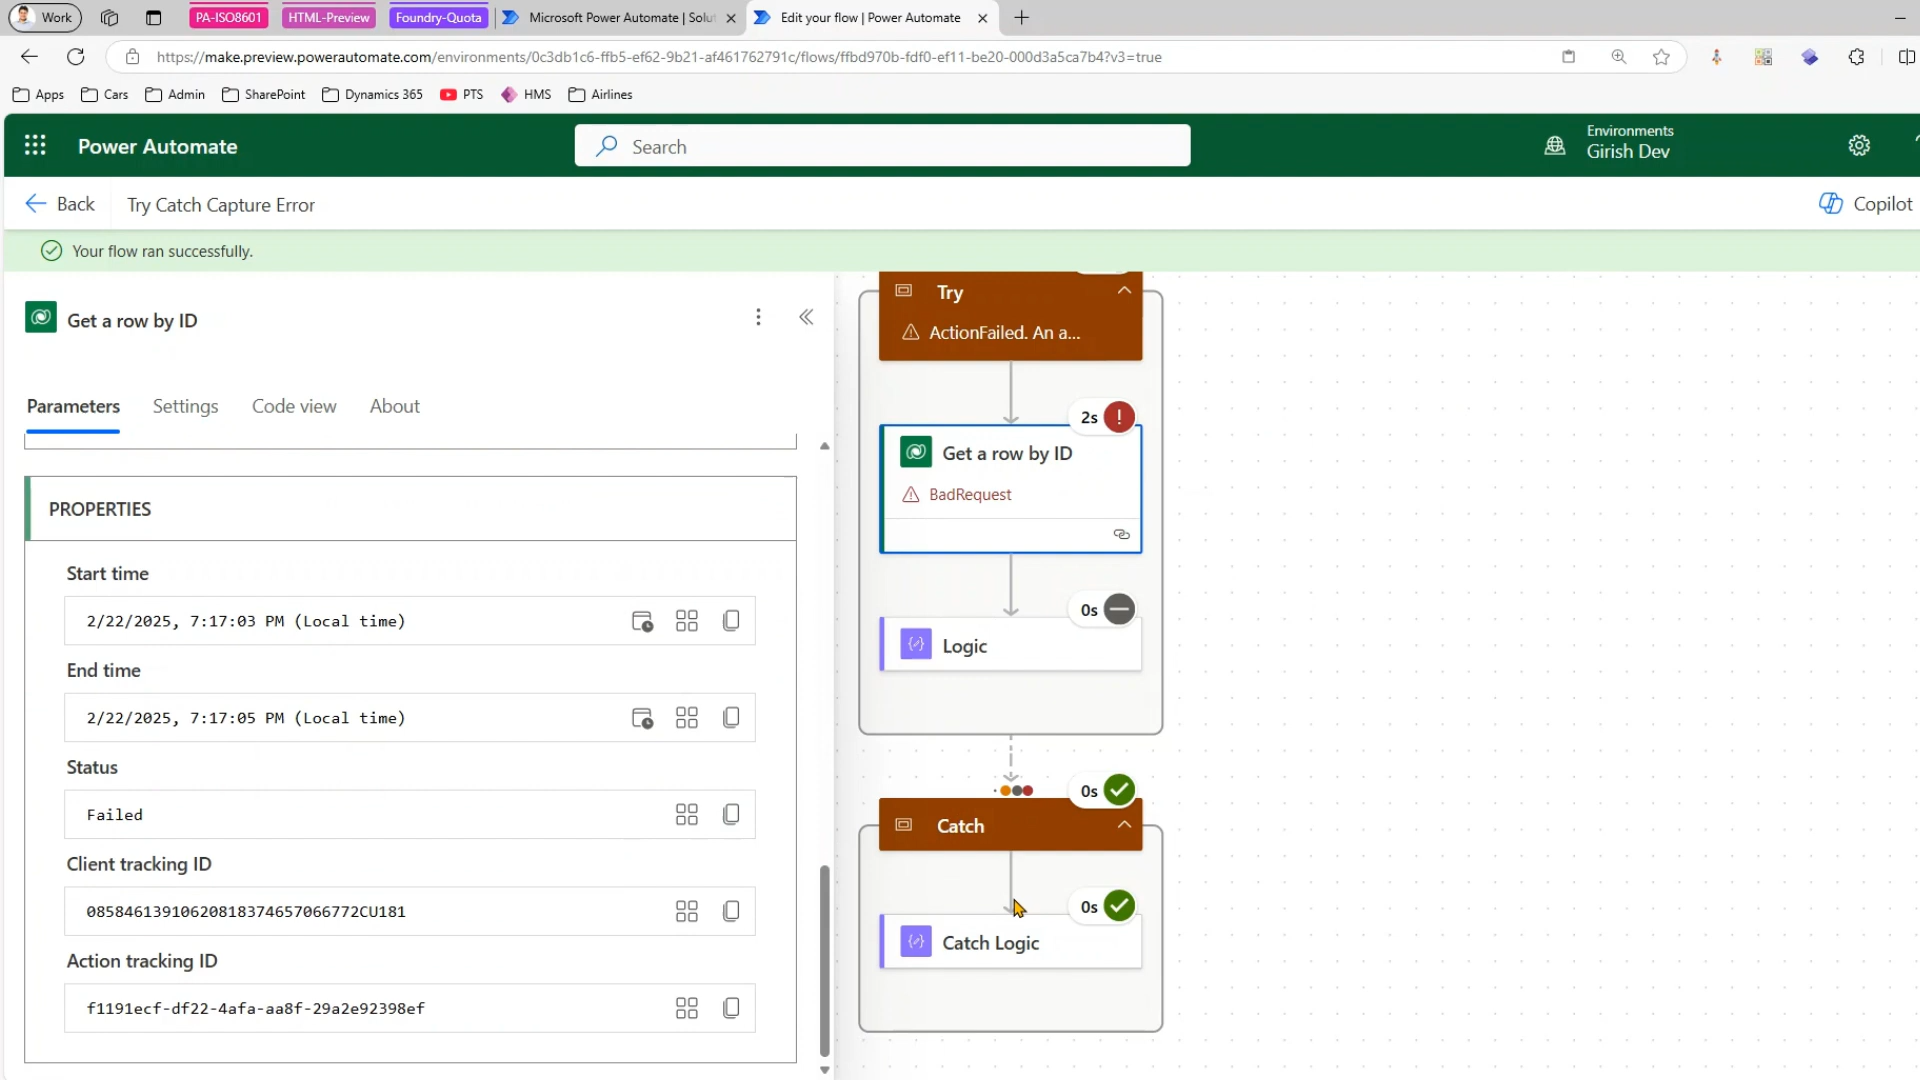 Work
PA-ISO8601
HTML-Preview
Foundry-Quota
Microsoft Power Automate | Solut
Edit your flow | Power Automate
https://make.preview.powerautomate.com/environments/0c3db1c6-ffb5-ef62-9b21-af461762791c/flows/ffbd970b-fdf0-ef11-be20-000d3a5ca7b4?v3=true
Apps
Cars
Admin
SharePoint
Dynamics 365
PTS
HMS
Airlines
Power Automate
Search
Environments
Girish Dev
Back
Try Catch Capture Error
Copilot
Your flow ran successfully.
Get a row by ID
Parameters
Settings
Code view
About
PROPERTIES
Start time
2/22/2025, 7:17:03 PM (Local time)
End time
2/22/2025, 7:17:05 PM (Local time)
Status
Failed
Client tracking ID
08584613910620818374657066772CU181
Action tracking ID
f1191ecf-df22-4afa-aa8f-29a2e92398ef
Try
ActionFailed. An a...
2s
Get a row by ID
BadRequest
0s
Logic
0s
Catch
0s
Catch Logic